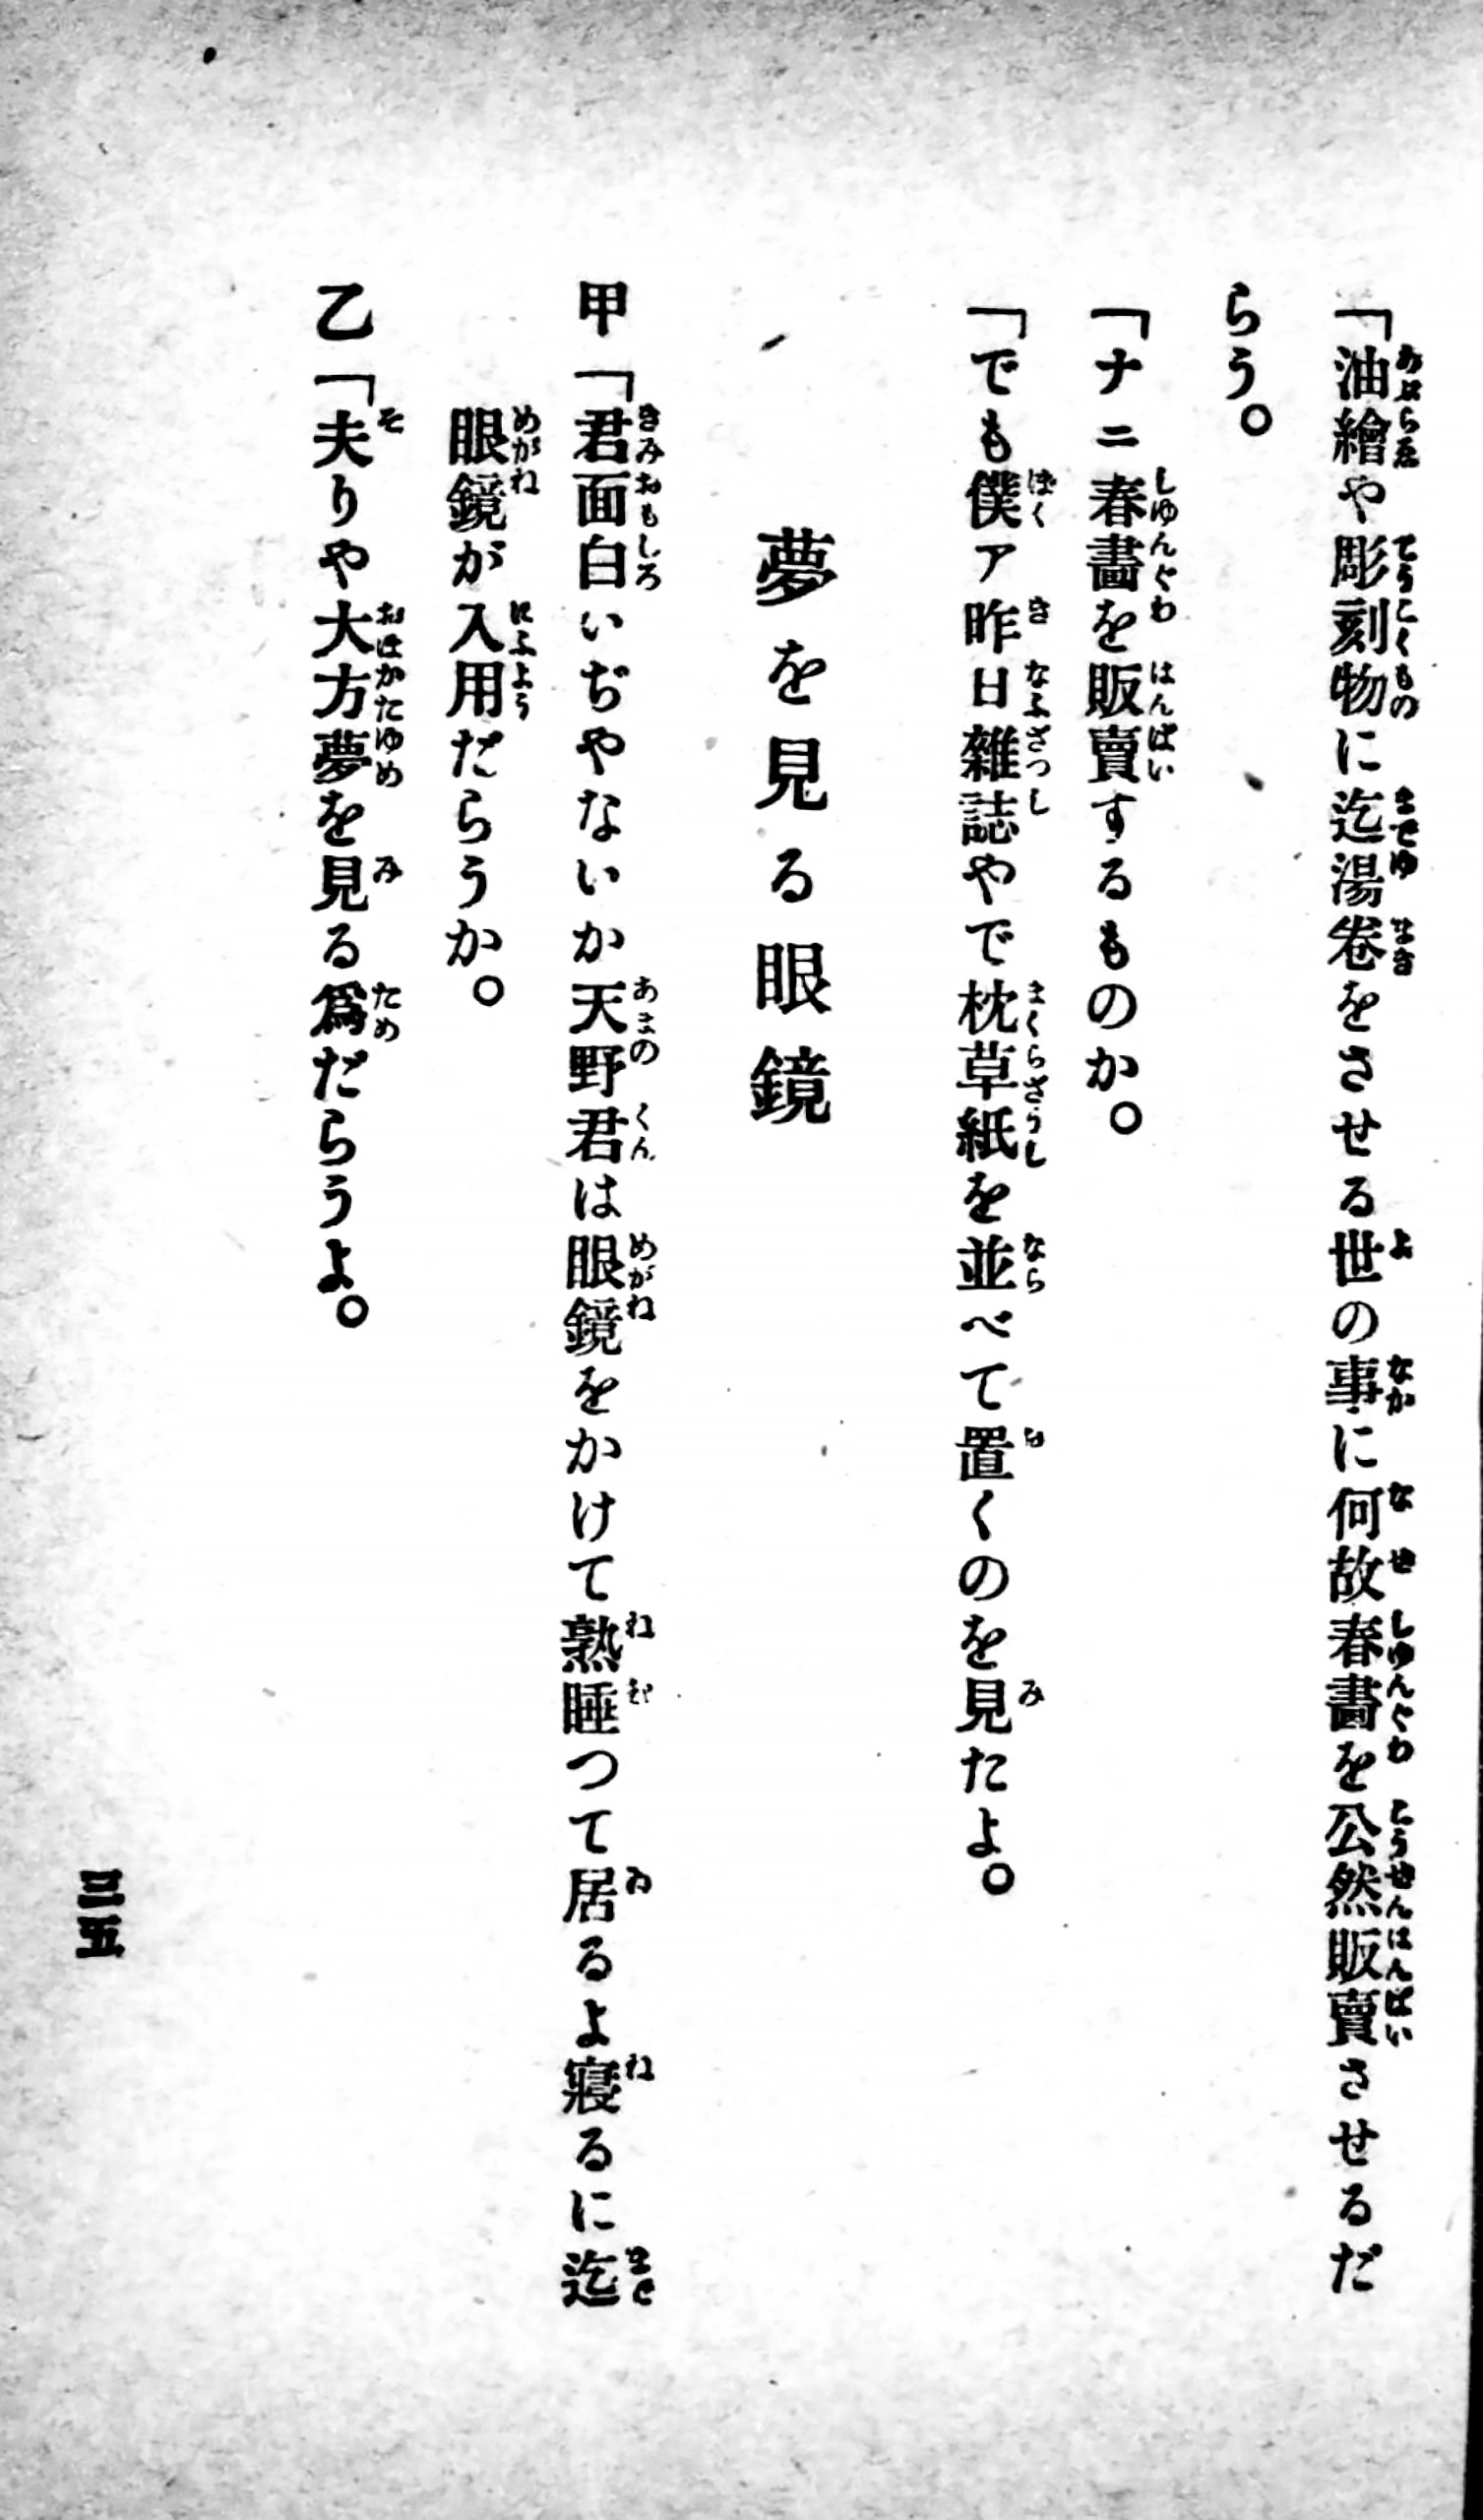 「油繪や彫刻物に迄湯卷をさせる世の事に何故春畵を公然販賣させるだ
らう。
「ナニ春畵を販賣するものか。
「でも僕ア昨日雜誌やで枕草紙を並べて置くのを見たよ。
夢を見る眼鏡
甲「君面白いぢやないか天野君は眼鏡をかけて熟睡つて居るよ寢るに迄
眼鏡が入用だらうか。
乙「夫りや大方夢を見る爲だらうよ。
三五